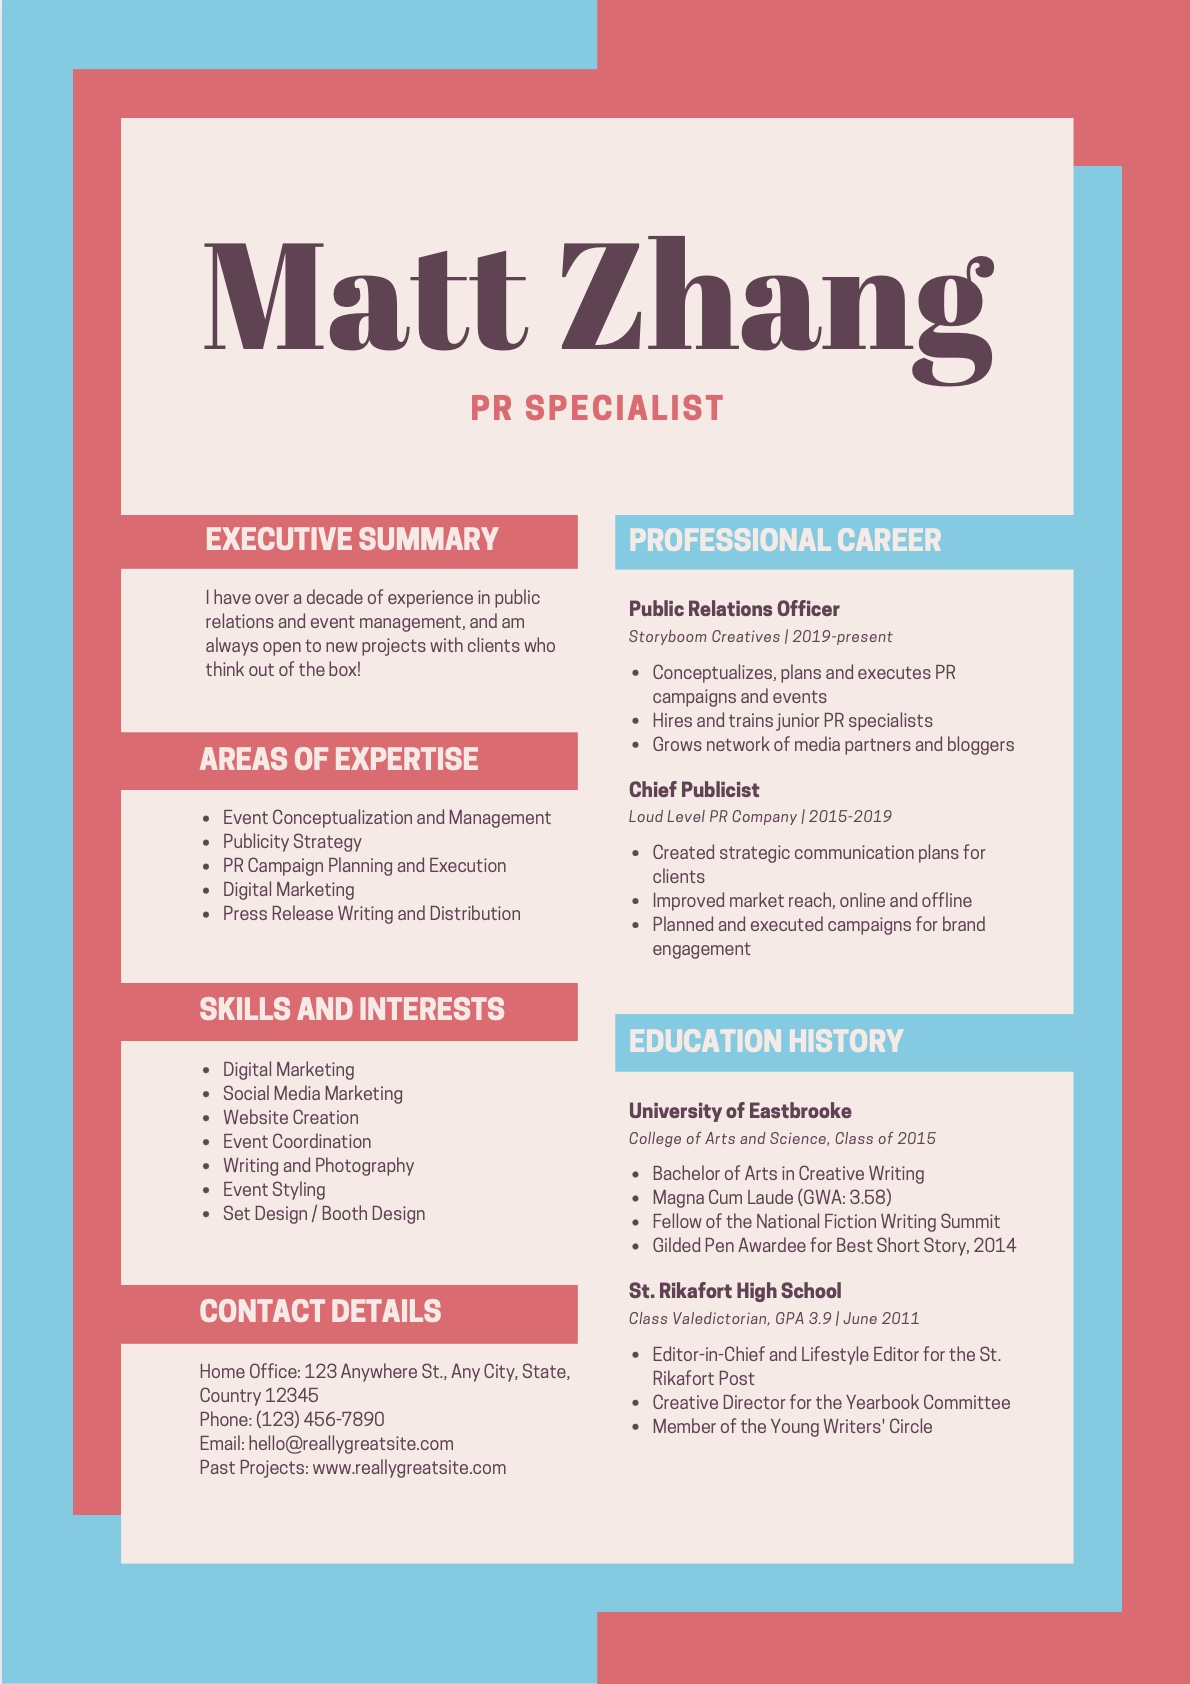 Matt Zhang
PR SPECIALIST
EXECUTIVE SUMMARY
I have over a decade of experience in public
relations and event management, and am
always open to new projects with clients who
think out of the box!
AREAS OF EXPERTISE
• Event Conceptualization and Management
• Publicity Strategy
• PR Campaign Planning and Execution
• Digital Marketing
• Press Release Writing and Distribution
SKILLS AND INTERESTS
• Digital Marketing
• Social Media Marketing
• Website Creation
• Event Coordination
• Writing and Photography
• Event Styling
• Set Design / Booth Design
CONTACT DETAILS
Home Office: 123 Anywhere St., Any City, State,
Country 12345
Phone: (123) 456-7890
Email: hello@reallygreatsite.com
Past Projects: www.reallygreatsite.com
PROFESSIONAL CAREER
Public Relations Officer
Storyboom Creatives | 2019-present
• Conceptualizes, plans and executes PR
campaigns and events
• Hires and trains junior PR specialists
• Grows network of media partners and bloggers
Chief Publicist
Loud Level PR Company | 2015-2019
• Created strategic communication plans for
clients
• Improved market reach, online and offline
• Planned and executed campaigns for brand
engagement
EDUCATION HISTORY
University of Eastbrooke
College of Arts and Science, Class of 2015
• Bachelor of Arts in Creative Writing
• Magna Cum Laude (GWA: 3.58)
• Fellow of the National Fiction Writing Summit
• Gilded Pen Awardee for Best Short Story, 2014
St. Rikafort High School
Class Valedictorian, GPA 3.9 | June 2011
• Editor-in-Chief and Lifestyle Editor for the St.
Rikafort Post
• Creative Director for the Yearbook Committee
• Member of the Young Writers' Circle